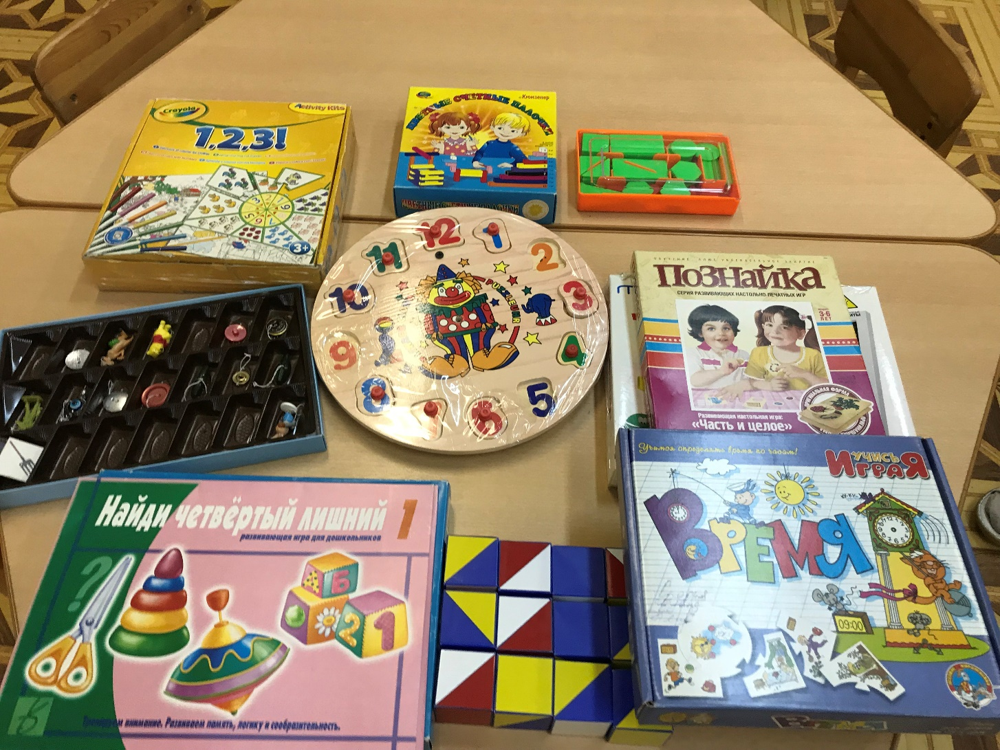 Crayola
Activity Kits
1,2,3!
3+
Кюизенер
ЦВЕТНЫЕ СЧЕТНЫЕ ПАЛОЧКИ
12
1
2
3
4
5
6
8
9
10
11
PUZZLEUHR
ПОЗНАЙКА
СЕРИЯ РАЗВИВАЮЩИХ НАСТОЛЬНО-ПЕЧАТНЫХ ИГР
3-6
ЛЕТ
Развивающая настольная игра:
«Часть и целое»
Учимся определять время по часам!
УЧИСЬ
ИГРАЯ
ВРЕМЯ
09:00
Найди четвёртый лишний 1
развивающая игра для дошкольников
?
Б
2 1
Тренируем внимание. Развиваем память, логику и сообразительность.